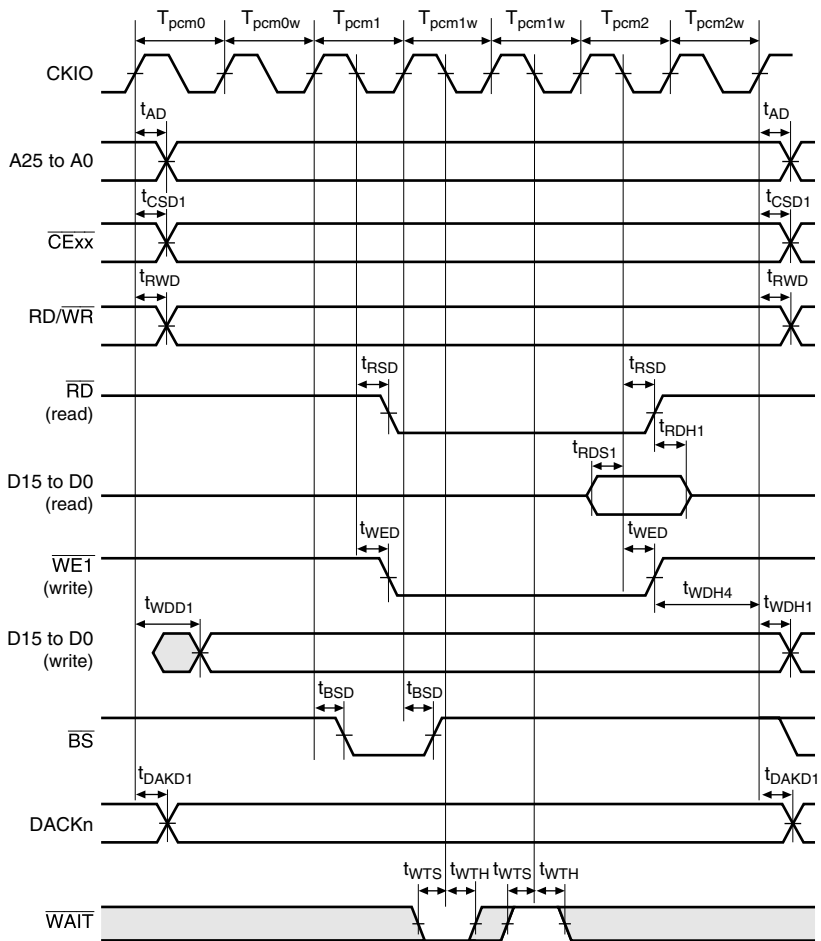 Tpcm0 Tpcm0w Tpcm1 Tpcm1w Tpcm1w Tpcm2 Tpcm2w
CKIO
tAD tAD
A25 to A0
tCSD1 tCSD1
CExx
tRWD tRWD
RD/WR
tRSD tRSD
RD
(read)
tRDH1
tRDS1
D15 to D0
(read)
tWED tWED
WE1
(write)
tWDH4
tWDD1 tWDH1
D15 to D0
(write)
tBSD tBSD
BS
tDAKD1 tDAKD1
DACKn
tWTS tWTH tWTS tWTH
WAIT